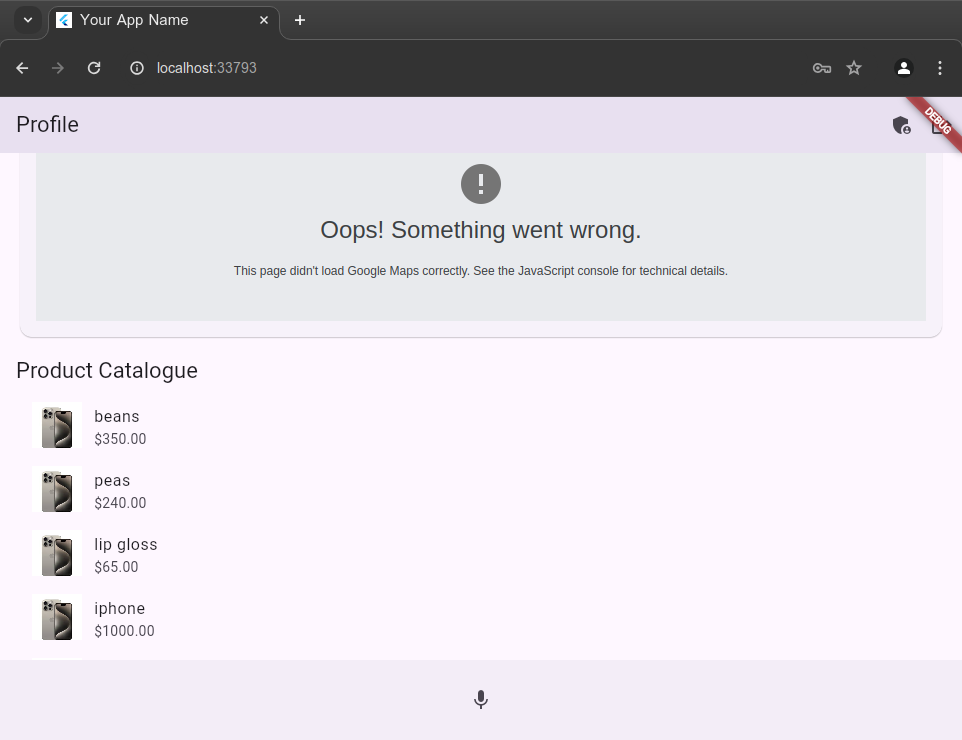 Your App Name
localhost:33793
Profile
DEBUG
Oops! Something went wrong.
This page didn't load Google Maps correctly. See the JavaScript console for technical details.
Product Catalogue
beans
$350.00
peas
$240.00
lip gloss
$65.00
iphone
$1000.00